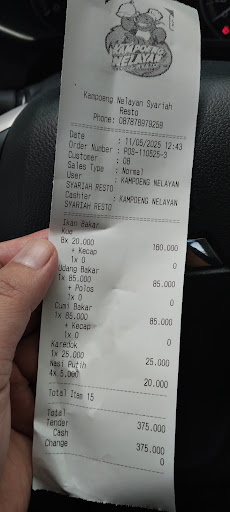 KAMPOENG
NELAYAN
Kampoeng Nelayan Syariah
Resto
Phone: 087878979259
Date : 11/05/2025 12:43
Order Number : POS-110525-3
Customer : 08
Sales Type : Normal
User : KAMPOENG NELAYAN
SYARIAH RESTO
Cashier : KAMPOENG NELAYAN
SYARIAH RESTO
Ikan Bakar
Kue
8x 20.000 160.000
+ Kecap
1x 0 0
Udang Bakar
1x 85.000 85.000
+ Polos
1x 0 0
Cumi Bakar
1x 85.000 85.000
+ Kecap
1x 0 0
Karedok
1x 25.000 25.000
Nasi Putih
4x 5.000 20.000
Total Item 15
Total 375.000
Tender
Cash 375.000
Change 0